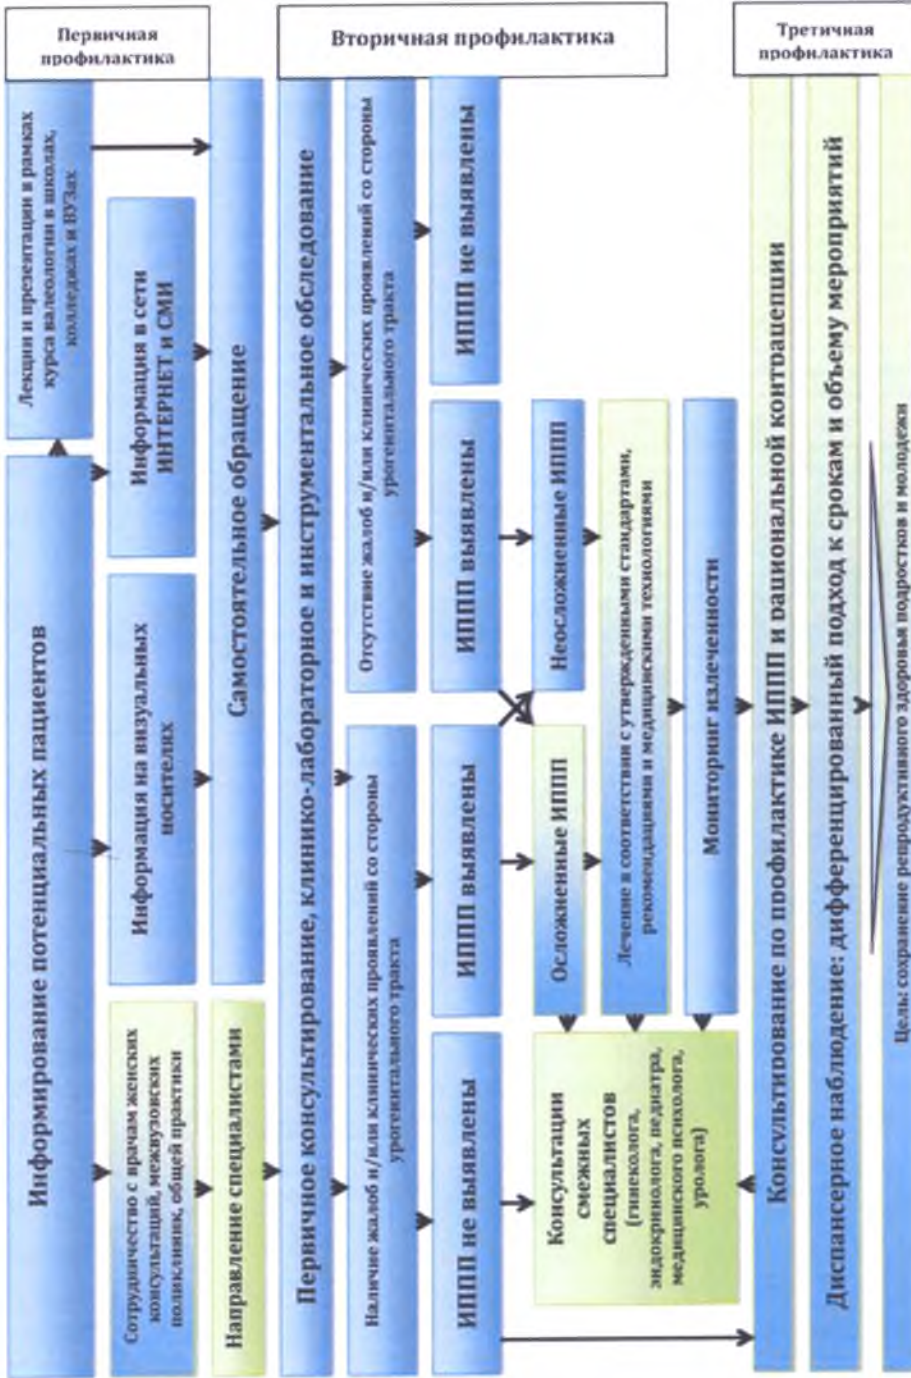 Первичная
профилактика
Вторичная профилактика
Третичная
профилактика
Информирование потенциальных пациентов
Лекции и презентации в рамках
курса валеологии в школах,
колледжах и ВУЗах
Сотрудничество с врачам женских
консультаций, межвузовских
поликлиник, общей практики
Информация на визуальных
носителях
Информация в сети
ИНТЕРНЕТ и СМИ
Направление специалистами
Самостоятельное обращение
Первичное консультирование, клинико-лабораторное и инструментальное обследование
Наличие жалоб и/или клинических проявлений со стороны
урогенитального тракта
Отсутствие жалоб и/или клинических проявлений со стороны
урогенитального тракта
ИППП не выявлены
ИППП выявлены
ИППП выявлены
ИППП не выявлены
Осложненные ИППП
Неосложненные ИППП
Консультации
смежных
специалистов
(гинеколога,
эндокринолога, педиатра,
медицинского психолога,
уролога)
Лечение в соответствии с утвержденными стандартами,
рекомендациями и медицинскими технологиями
Мониторинг излеченности
Консультирование по профилактике ИППП и рациональной контрацепции
Диспансерное наблюдение: дифференцированный подход к срокам и объему мероприятий
Цель: сохранение репродуктивного здоровья подростков и молодежи